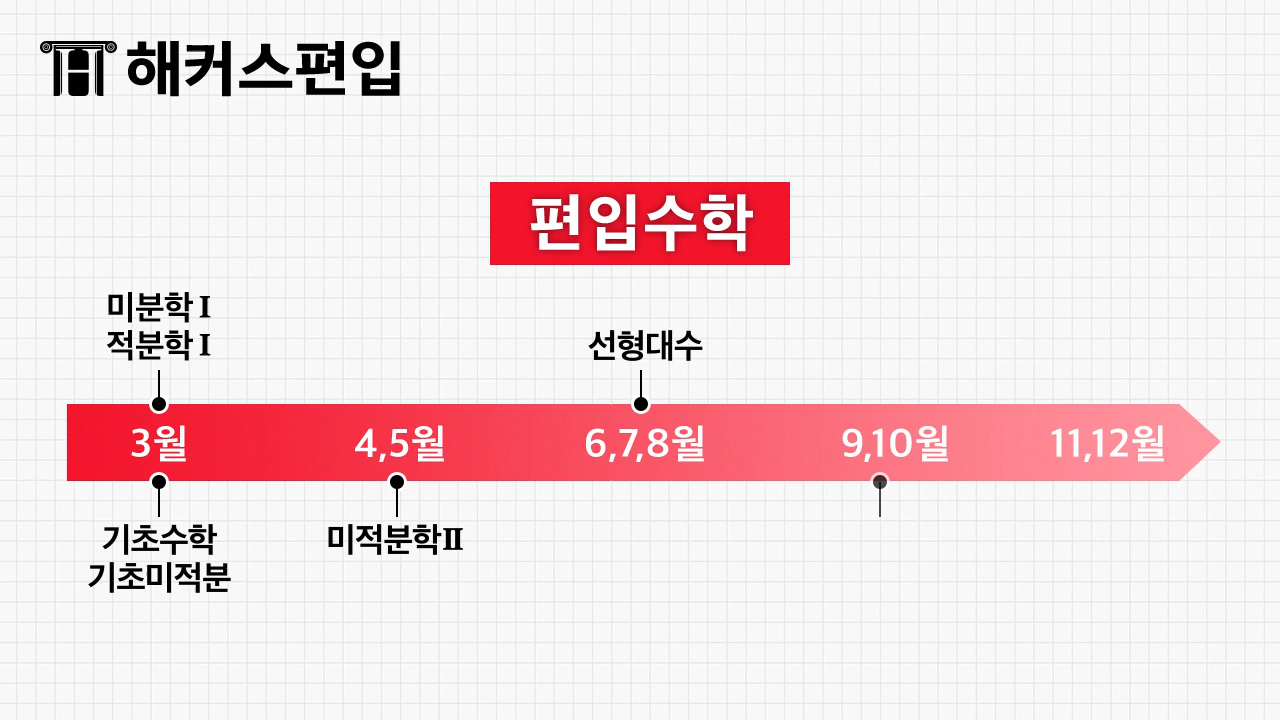 해커스편입
편입수학
미분학 I
적분학 I
선형대수
3월
4,5월
6,7,8월
9,10월
11,12월
기초수학
기초미적분
미적분학Ⅱ